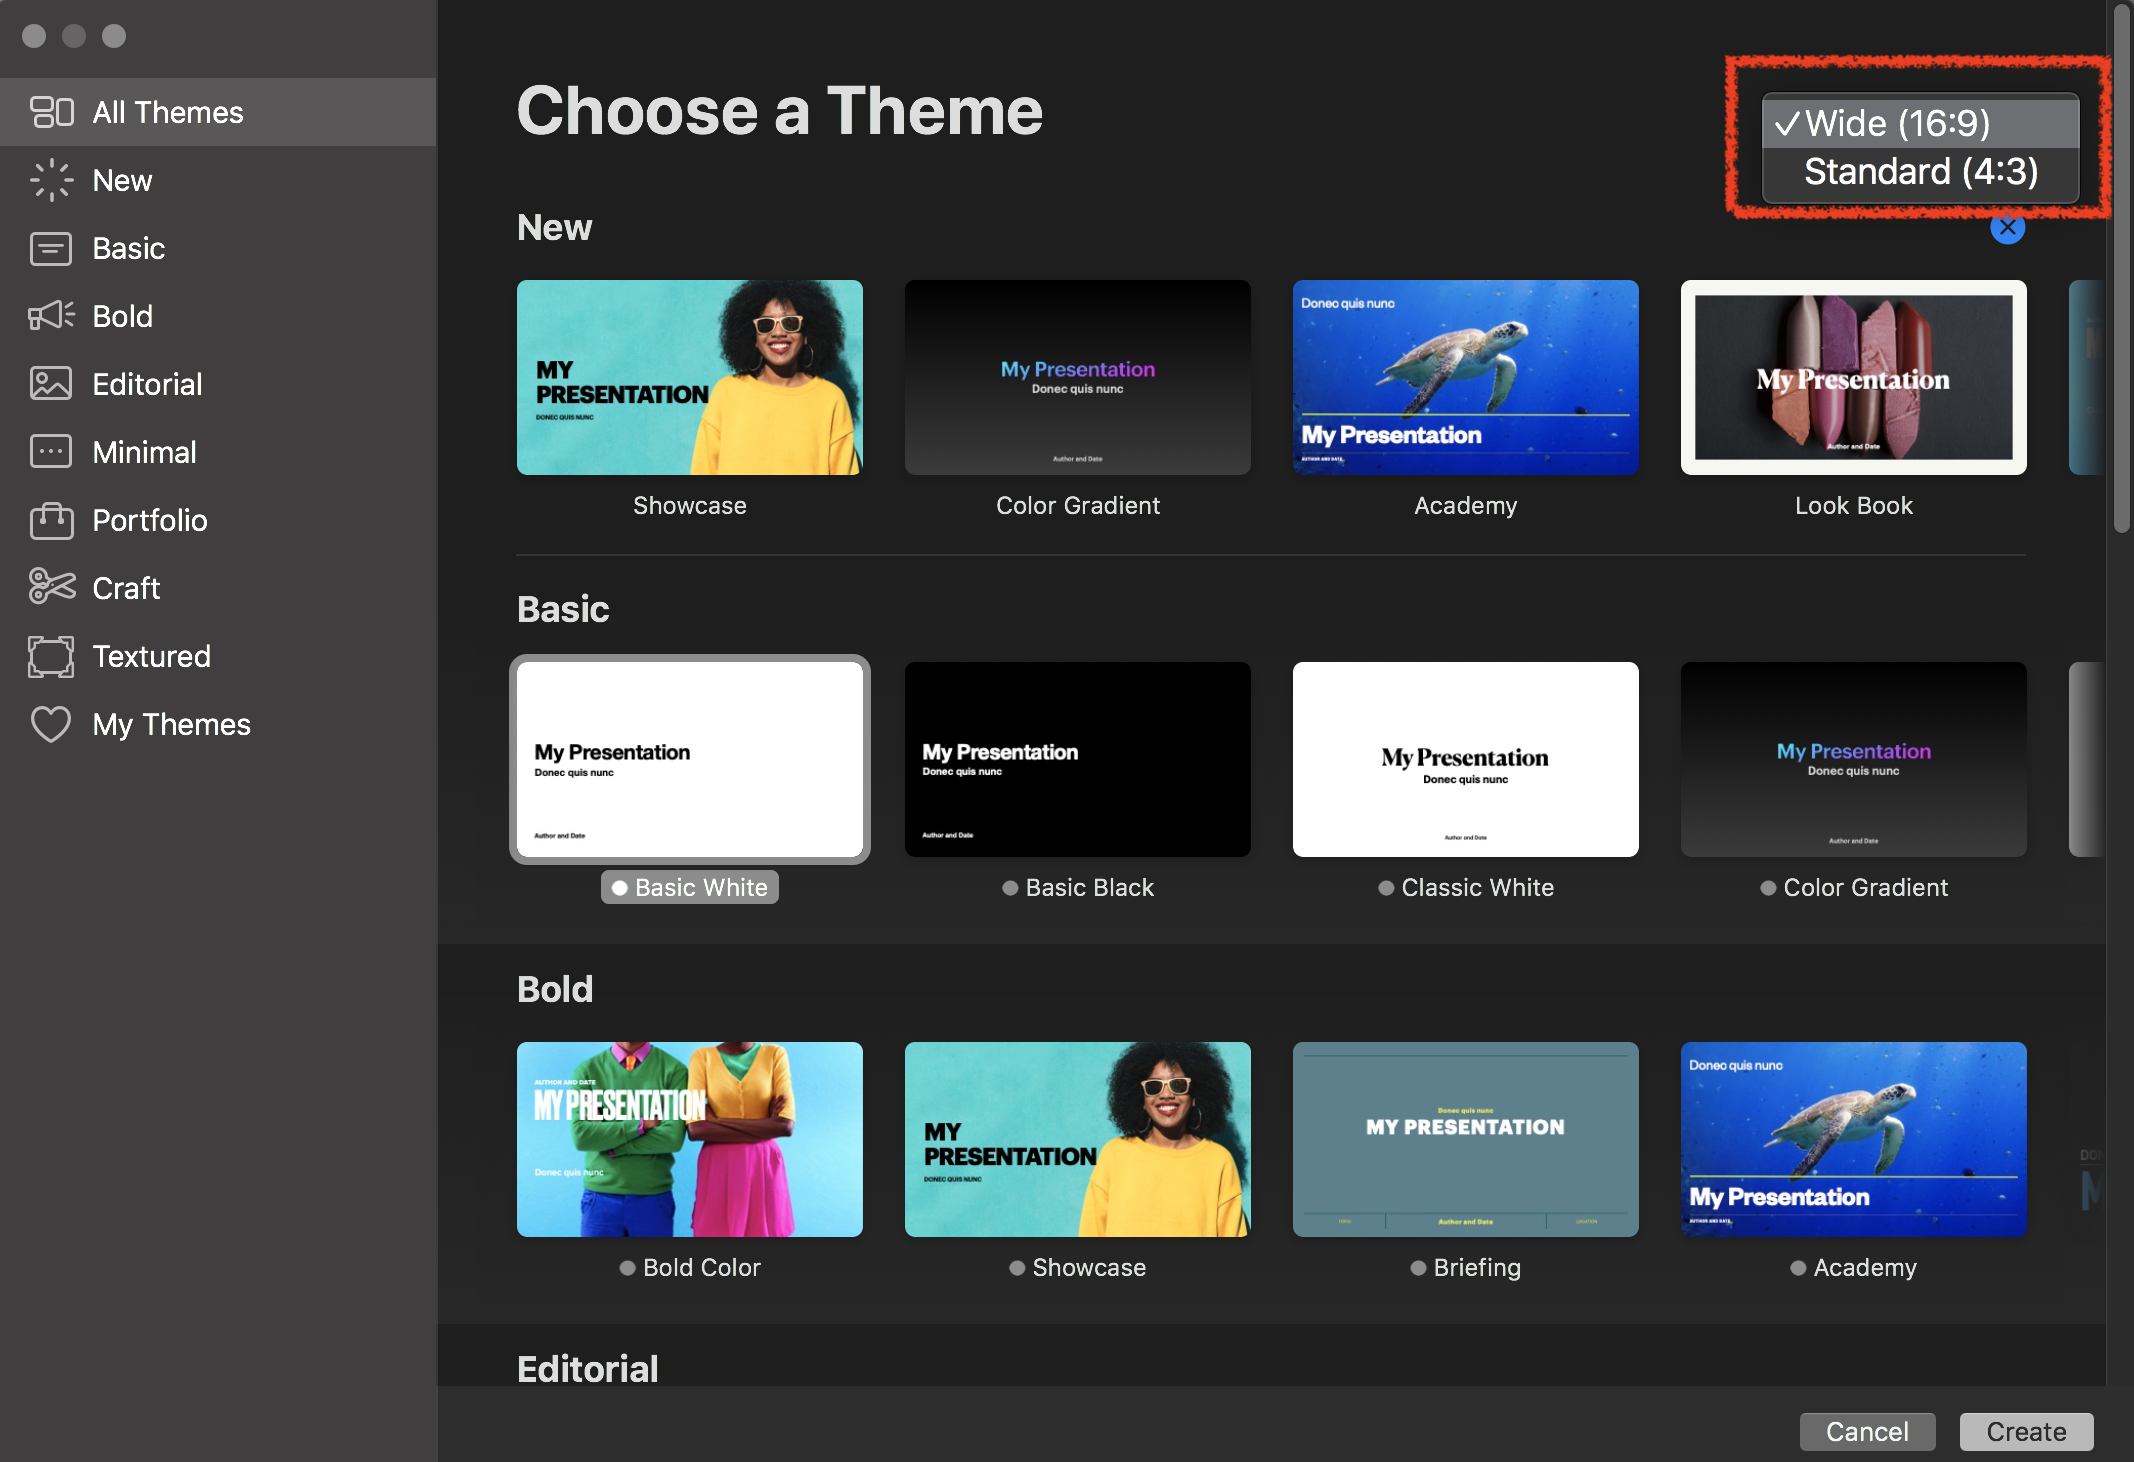 All Themes
New
Basic
Bold
Editorial
Minimal
Portfolio
Craft
Textured
My Themes
Choose a Theme
✓Wide (16:9)
Standard (4:3)
New
MY
PRESENTATION
DONEC QUIS NUNC
Showcase
My Presentation
Donec quis nunc
Author and Date
Color Gradient
Donec quis nunc
My Presentation
AUTHOR AND DATE
Academy
My Presentation
Author and Date
Look Book
Basic
My Presentation
Donec quis nunc
Author and Date
Basic White
My Presentation
Donec quis nunc
Author and Date
Basic Black
My Presentation
Donec quis nunc
Author and Date
Classic White
My Presentation
Donec quis nunc
Author and Date
Color Gradient
Bold
AUTHOR AND DATE
MY PRESENTATION
Donec quis nunc
Bold Color
MY
PRESENTATION
DONEC QUIS NUNC
Showcase
Donec quis nunc
MY PRESENTATION
TOPIC
Author and Date
LOCATION
Briefing
Donec quis nunc
My Presentation
AUTHOR AND DATE
Academy
Editorial
Cancel
Create